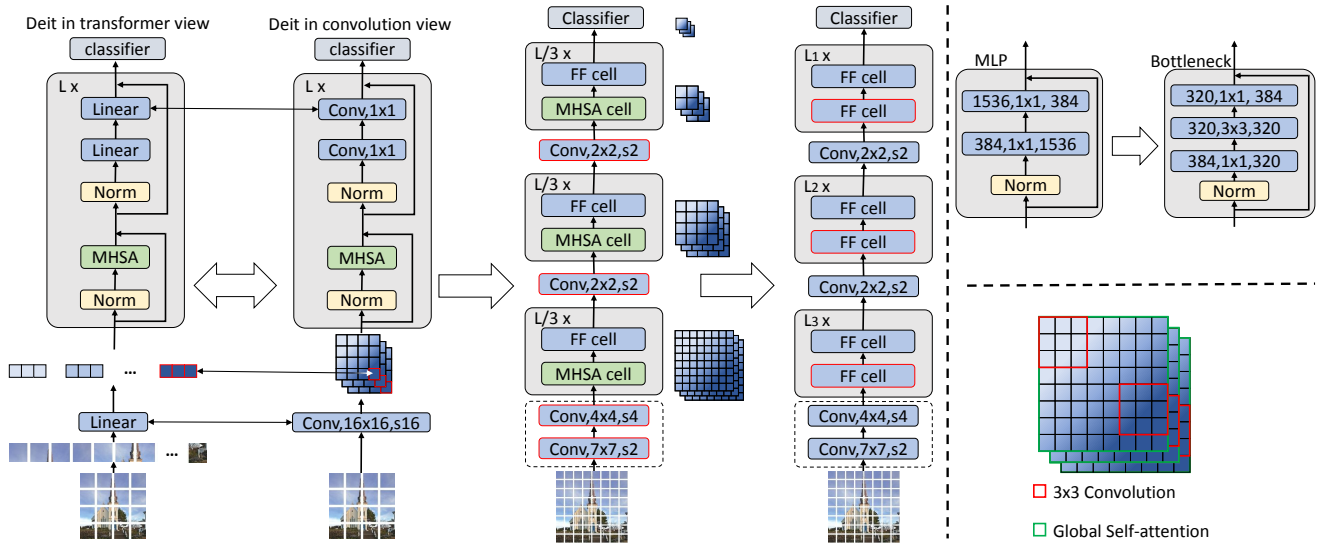 Deit in transformer view
classifier
L x
Linear
Linear
Norm
MHSA
Norm
...
Linear
...
Deit in convolution view
classifier
L x
Conv,1x1
Conv,1x1
Norm
MHSA
Norm
Conv,16x16,s16
Classifier
L/3 x
FF cell
MHSA cell
Conv,2x2,s2
L/3 x
FF cell
MHSA cell
Conv,2x2,s2
L/3 x
FF cell
MHSA cell
Conv,4x4,s4
Conv,7x7,s2
Classifier
L1 x
FF cell
FF cell
Conv,2x2,s2
L2 x
FF cell
FF cell
Conv,2x2,s2
L3 x
FF cell
FF cell
Conv,4x4,s4
Conv,7x7,s2
MLP
1536,1x1, 384
384,1x1,1536
Norm
Bottleneck
320,1x1, 384
320,3x3,320
384,1x1,320
Norm
3x3 Convolution
Global Self-attention